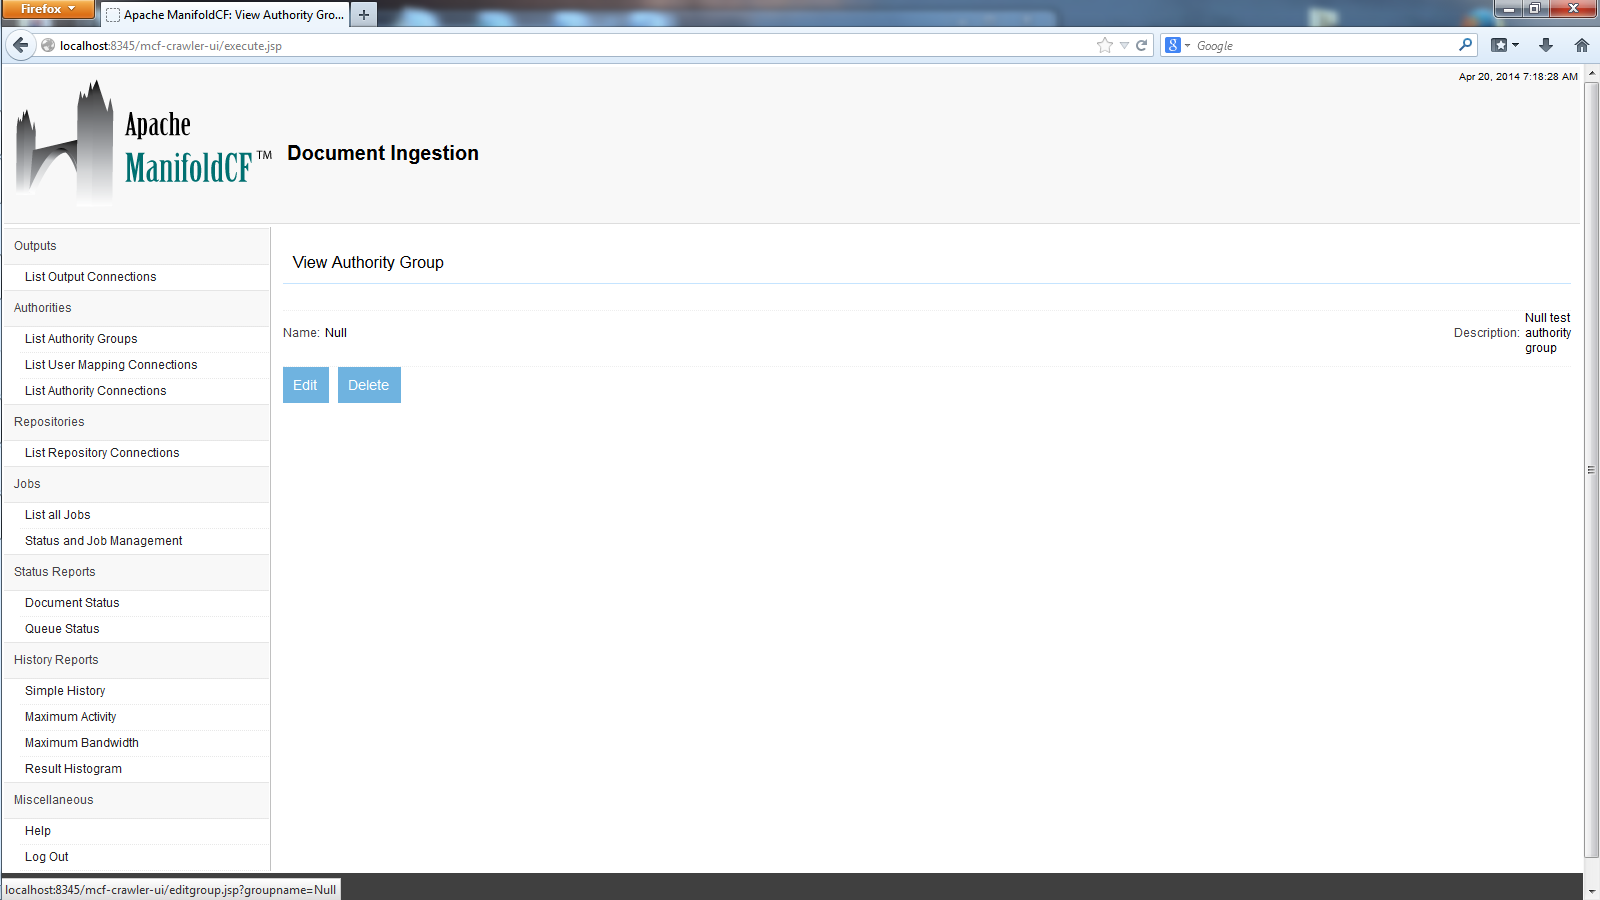 Firefox
Apache ManifoldCF: View Authority Gro...
localhost:8345/mcf-crawler-ui/execute.jsp
Google
Apr 20, 2014 7:18:28 AM
Apache
ManifoldCF™
Document Ingestion
Outputs
List Output Connections
Authorities
List Authority Groups
List User Mapping Connections
List Authority Connections
Repositories
List Repository Connections
Jobs
List all Jobs
Status and Job Management
Status Reports
Document Status
Queue Status
History Reports
Simple History
Maximum Activity
Maximum Bandwidth
Result Histogram
Miscellaneous
Help
Log Out
View Authority Group
Name: Null
Description: Null test
authority
group
Edit Delete
localhost:8345/mcf-crawler-ui/editgroup.jsp?groupname=Null